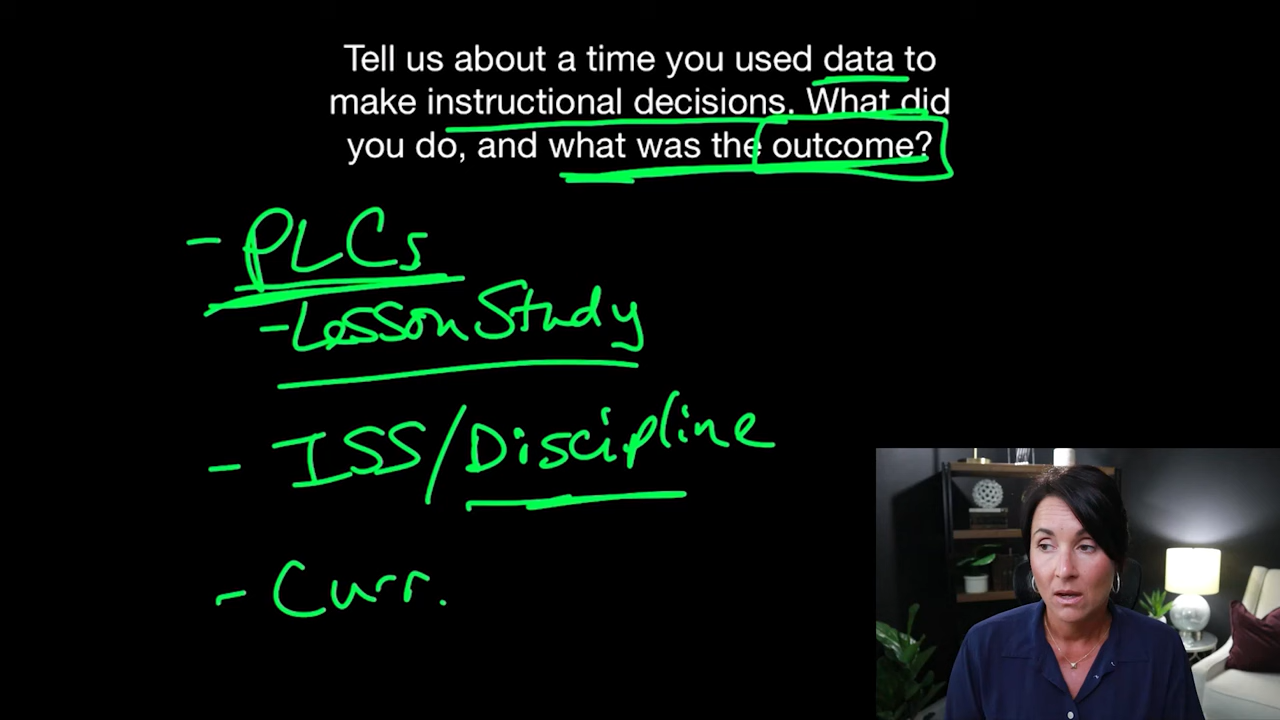 Tell us about a time you used data to
make instructional decisions. What did
you do, and what was the outcome?
- PLCs
- Lesson Study
- ISS/Discipline
- Curr.